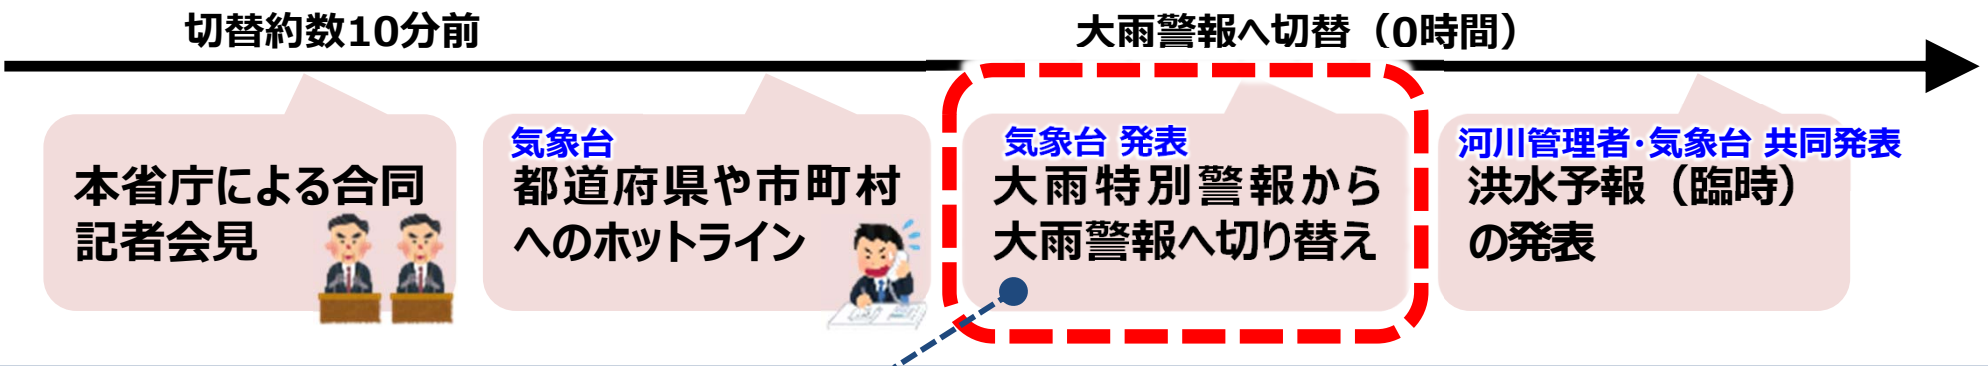 切替約数10分前
大雨警報へ切替（0時間）
本省庁による合同
記者会見
気象台
都道府県や市町村
へのホットライン
気象台 発表
大雨特別警報から
大雨警報へ切り替え
河川管理者・気象台 共同発表
洪水予報（臨時）
の発表